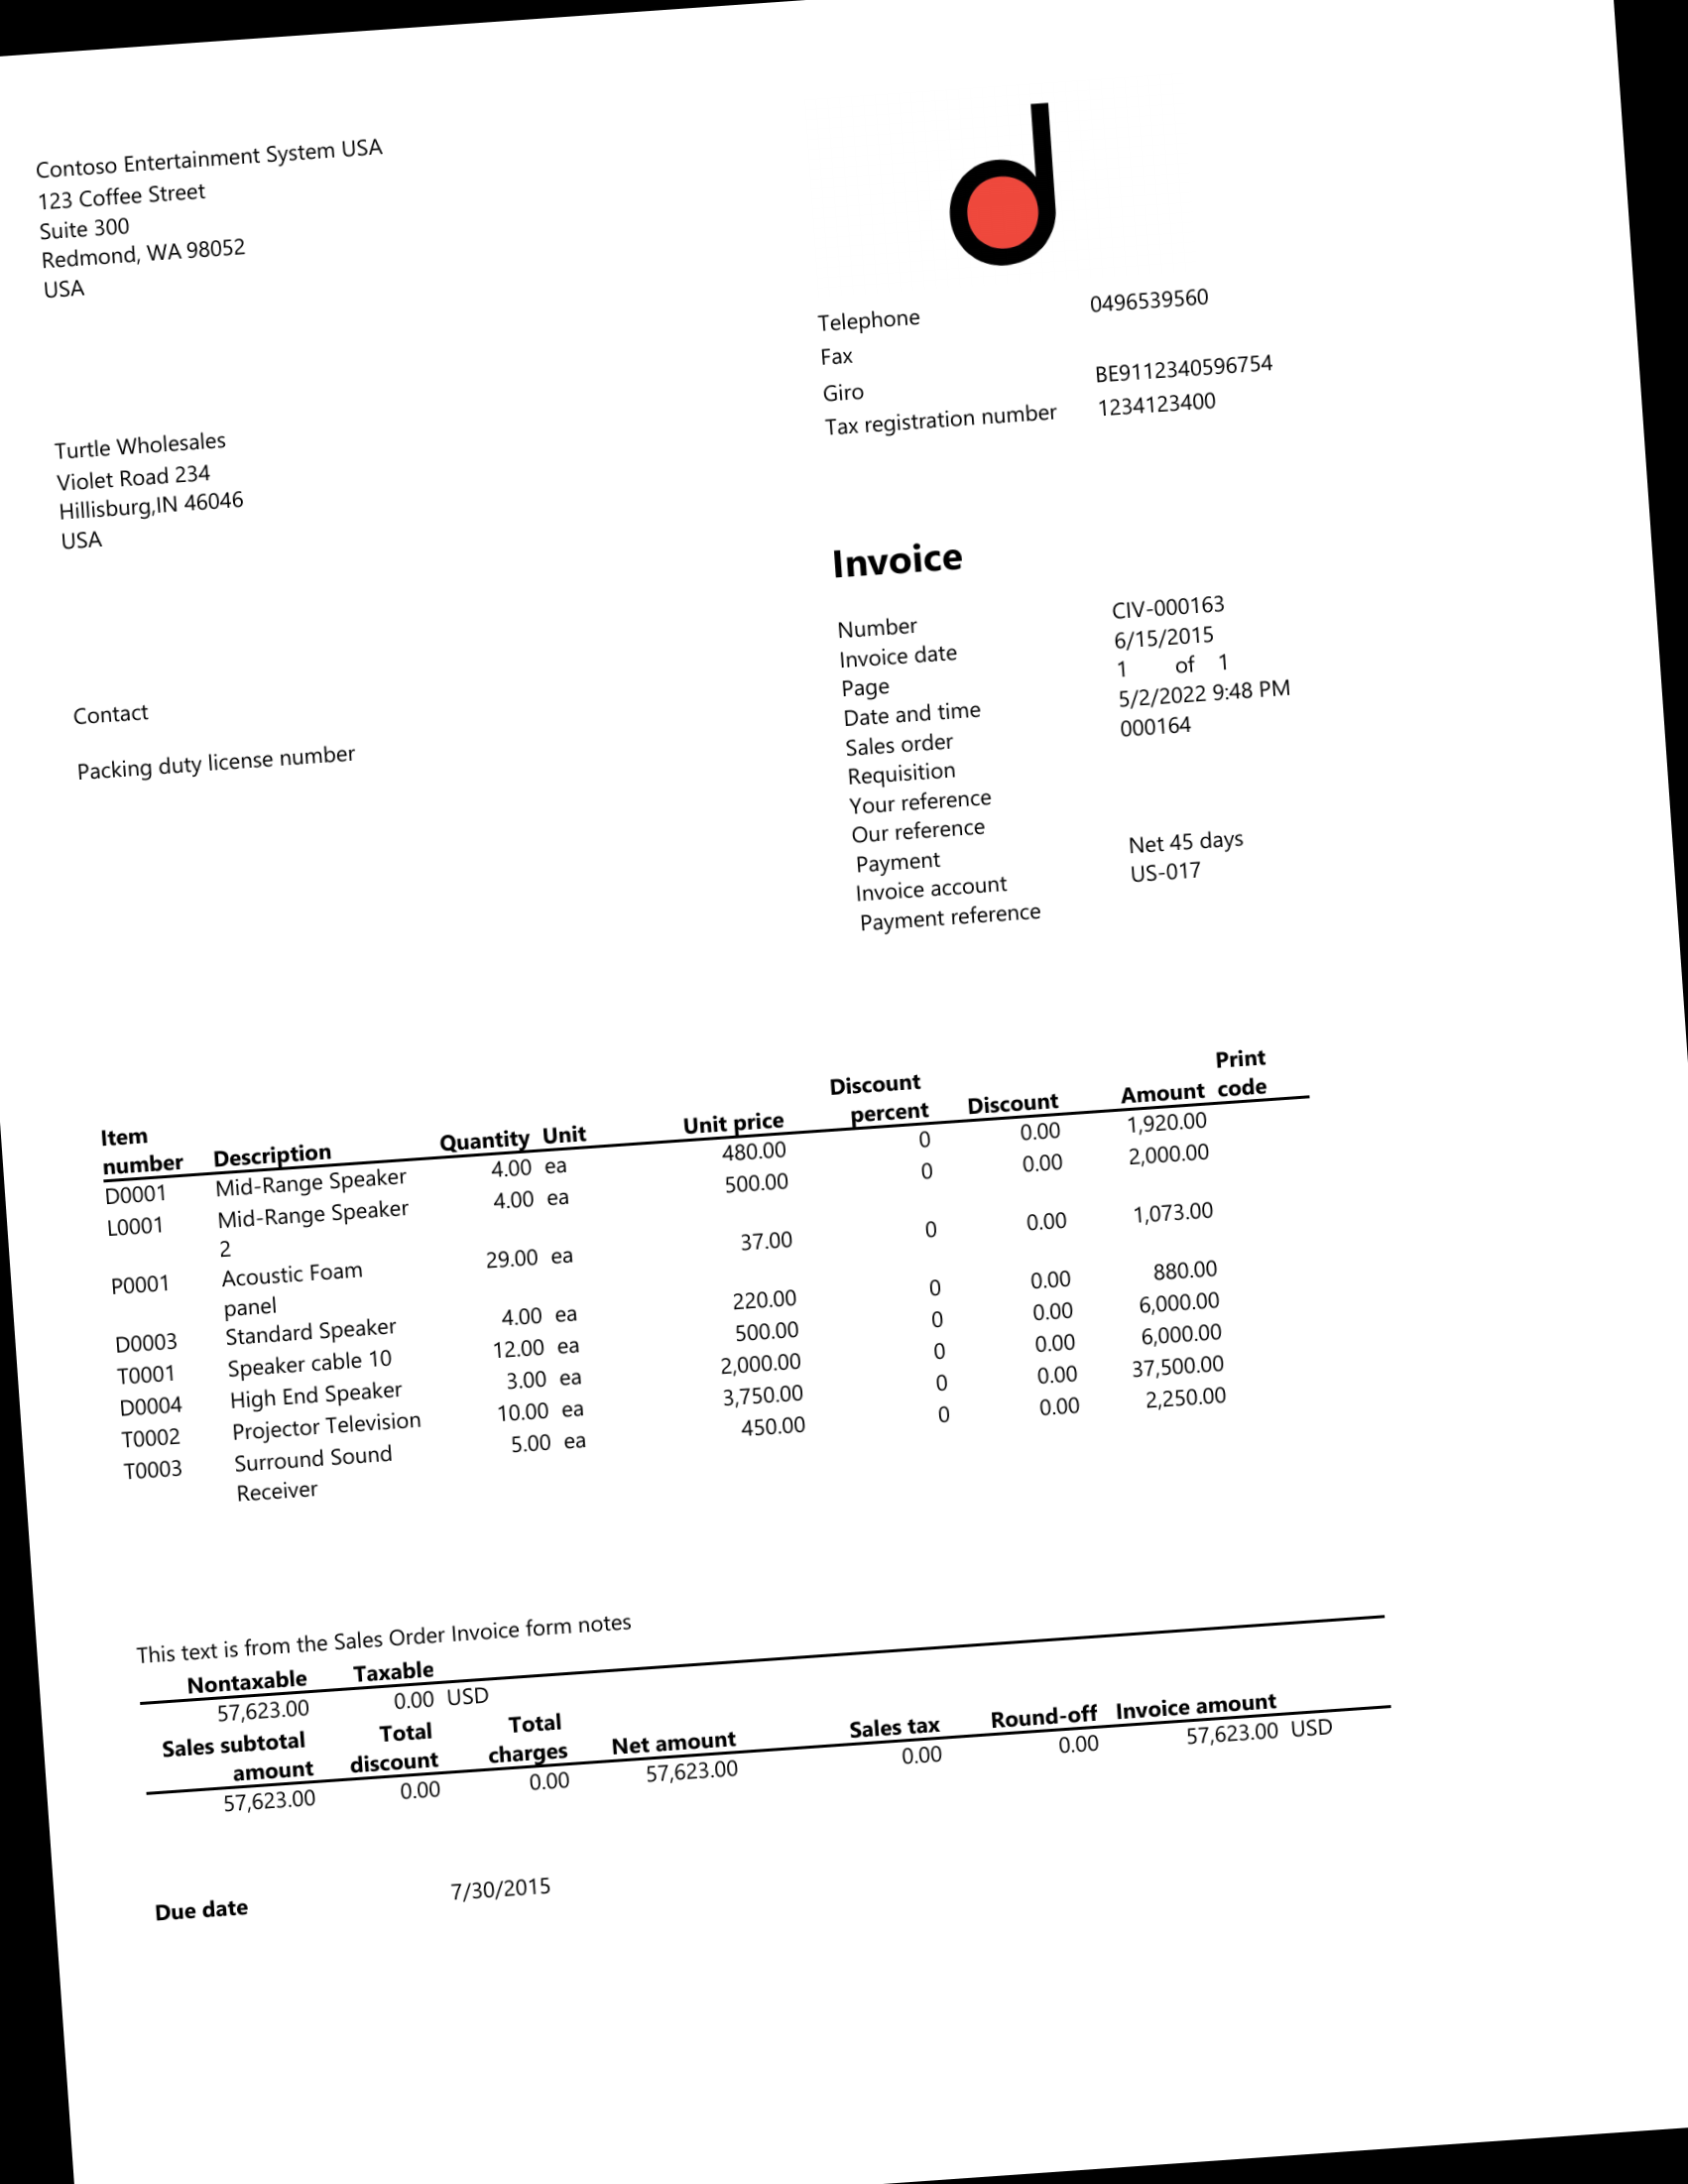 Contoso Entertainment System USA
123 Coffee Street
Suite 300
Redmond, WA 98052
USA
Telephone 0496539560
Fax
Giro BE9112340596754
Tax registration number 1234123400
Turtle Wholesales
Violet Road 234
Hillisburg,IN 46046
USA
Invoice
Number CIV-000163
Invoice date 6/15/2015
Page 1 of 1
Date and time 5/2/2022 9:48 PM
Sales order 000164
Requisition
Your reference
Our reference
Payment Net 45 days
Invoice account US-017
Payment reference
Contact
Packing duty license number
Item Discount Print
number Description Quantity Unit Unit price percent Discount Amount code
D0001 Mid-Range Speaker 4.00 ea 480.00 0 0.00 1,920.00
L0001 Mid-Range Speaker 4.00 ea 500.00 0 0.00 2,000.00
2
P0001 Acoustic Foam 29.00 ea 37.00 0 0.00 1,073.00
panel
D0003 Standard Speaker 4.00 ea 220.00 0 0.00 880.00
T0001 Speaker cable 10 12.00 ea 500.00 0 0.00 6,000.00
D0004 High End Speaker 3.00 ea 2,000.00 0 0.00 6,000.00
T0002 Projector Television 10.00 ea 3,750.00 0 0.00 37,500.00
T0003 Surround Sound 5.00 ea 450.00 0 0.00 2,250.00
Receiver
This text is from the Sales Order Invoice form notes
Nontaxable Taxable
57,623.00 0.00 USD
Sales subtotal Total Total
amount discount charges Net amount Sales tax Round-off Invoice amount
57,623.00 0.00 0.00 57,623.00 0.00 0.00 57,623.00 USD
Due date 7/30/2015